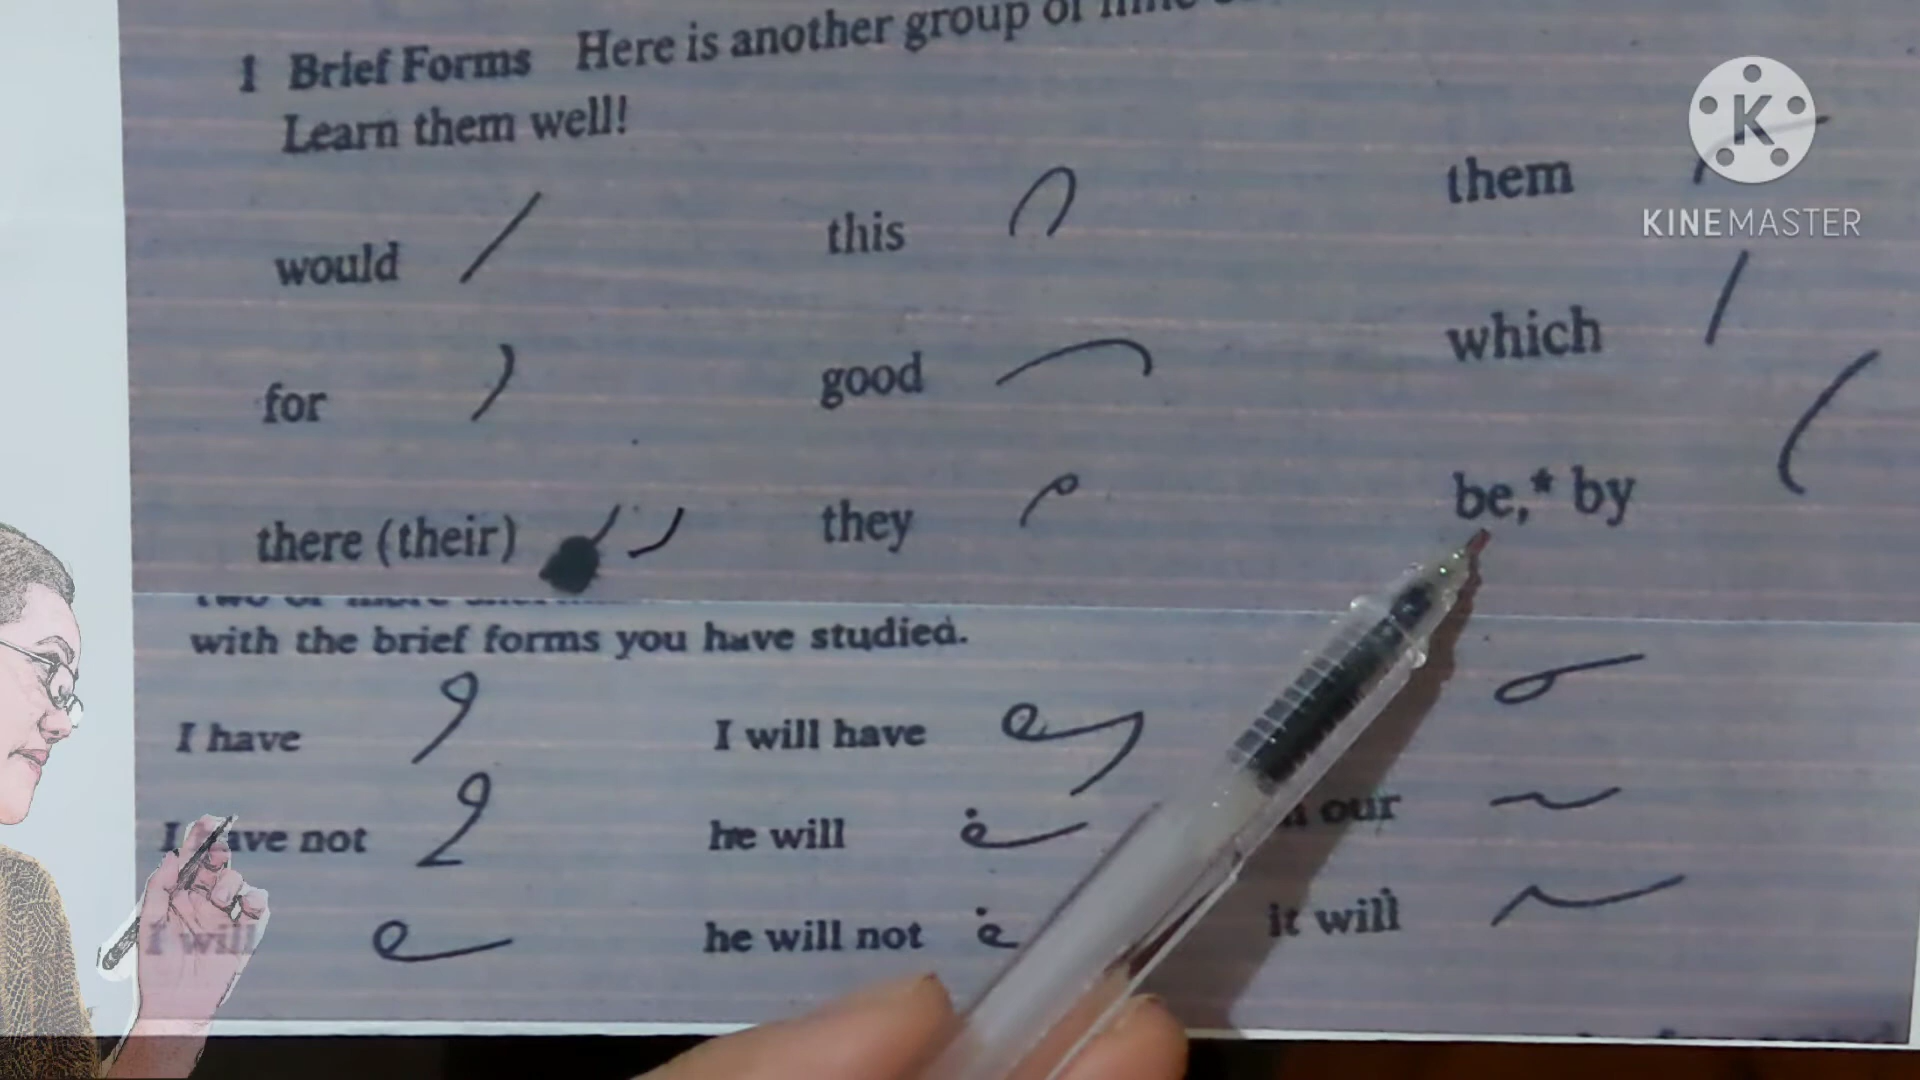 1 Brief Forms Here is another group of
Learn them well!
would this them
for good which
there (their) they be,* by
with the brief forms you have studied.
I have I will have
I have not he will our
I will he will not it will
KINEMASTER